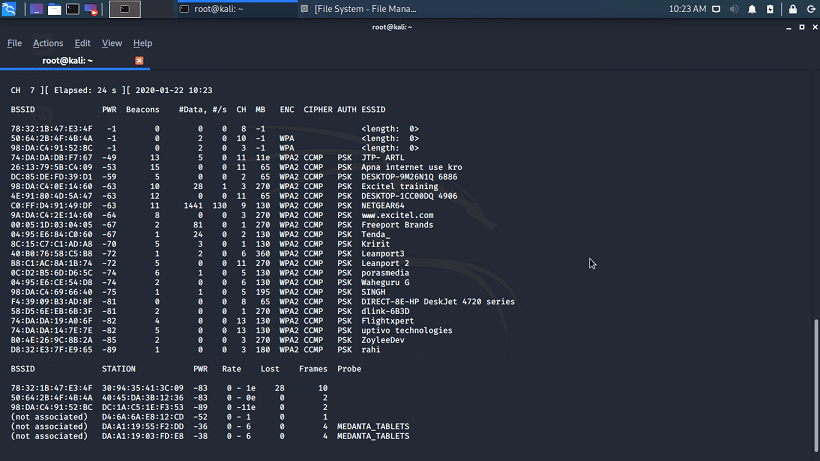 root@kali: ~
[File System - File Mana...
10:23 AM
root@kali: ~
File Actions Edit View Help
root@kali: ~
CH 7 ][ Elapsed: 24 s ][ 2020-01-22 10:23
BSSID PWR Beacons #Data, #/s CH MB ENC CIPHER AUTH ESSID
78:32:1B:47:E3:4F -1 0 0 0 8 -1 <length: 0>
50:64:2B:4F:4B:4A -1 0 2 0 10 -1 WPA <length: 0>
98:DA:C4:91:52:BC -1 0 2 0 3 -1 WPA <length: 0>
74:DA:DA:DB:F7:67 -49 13 5 0 11 11e WPA2 CCMP PSK JTP- ARTL
26:13:79:5B:C4:09 -53 15 0 0 11 65 WPA2 CCMP PSK Apna internet use kro
DC:85:DE:FD:39:D1 -59 5 0 0 2 65 WPA2 CCMP PSK DESKTOP-9M26N1Q 6886
98:DA:C4:0E:14:60 -63 10 28 1 3 270 WPA2 CCMP PSK Excitel training
4E:91:80:4D:5A:47 -63 12 0 0 11 65 WPA2 CCMP PSK DESKTOP-1CC00DQ 4906
C0:FF:D4:91:49:DF -63 11 1441 130 9 130 WPA2 CCMP PSK NETGEAR64
9A:DA:C4:2E:14:60 -64 8 0 0 3 270 WPA2 CCMP PSK www.excitel.com
00:05:1D:03:04:05 -67 2 81 0 1 270 WPA2 CCMP PSK Freeport Brands
04:95:E6:84:C0:60 -67 1 24 0 2 130 WPA2 CCMP PSK Tenda_
8C:15:C7:C1:AD:A8 -70 5 3 0 1 130 WPA2 CCMP PSK Kririt
40:B0:76:58:C5:B8 -72 1 2 0 6 360 WPA2 CCMP PSK Leanport3
B8:C1:AC:8A:1B:74 -72 5 0 0 11 270 WPA2 CCMP PSK Leanport 2
0C:D2:B5:6D:D6:5C -74 6 1 0 5 130 WPA2 CCMP PSK porasmedia
04:95:E6:CE:54:D8 -74 2 0 0 6 130 WPA2 CCMP PSK Waheguru G
98:DA:C4:69:66:40 -75 1 1 0 5 195 WPA2 CCMP PSK SINGH
F4:39:09:B3:AD:8F -81 0 0 0 8 65 WPA2 CCMP PSK DIRECT-8E-HP DeskJet 4720 series
58:D5:6E:EB:6B:3F -81 2 0 0 1 270 WPA2 CCMP PSK dlink-6B3D
74:DA:DA:19:A0:6F -82 4 0 0 13 130 WPA2 CCMP PSK Flightxpert
74:DA:DA:14:7E:7E -82 5 0 0 13 130 WPA2 CCMP PSK uptivo technologies
B0:4E:26:9C:8B:2A -85 2 0 0 3 270 WPA2 CCMP PSK ZoyleeDev
D8:32:E3:7F:E9:65 -89 1 0 0 3 180 WPA2 CCMP PSK rahi
BSSID STATION PWR Rate Lost Frames Probe
78:32:1B:47:E3:4F 30:94:35:41:3C:09 -83 0 - 1e 28 10
50:64:2B:4F:4B:4A 40:45:DA:3B:12:36 -83 0 - 0e 0 2
98:DA:C4:91:52:BC DC:1A:C5:1E:F3:53 -89 0 -11e 0 2
(not associated) D4:6A:6A:E8:12:CD -52 0 - 1 0 1
(not associated) DA:A1:19:55:F2:DD -36 0 - 6 0 4 MEDANTA_TABLETS
(not associated) DA:A1:19:03:FD:E8 -38 0 - 6 0 4 MEDANTA_TABLETS